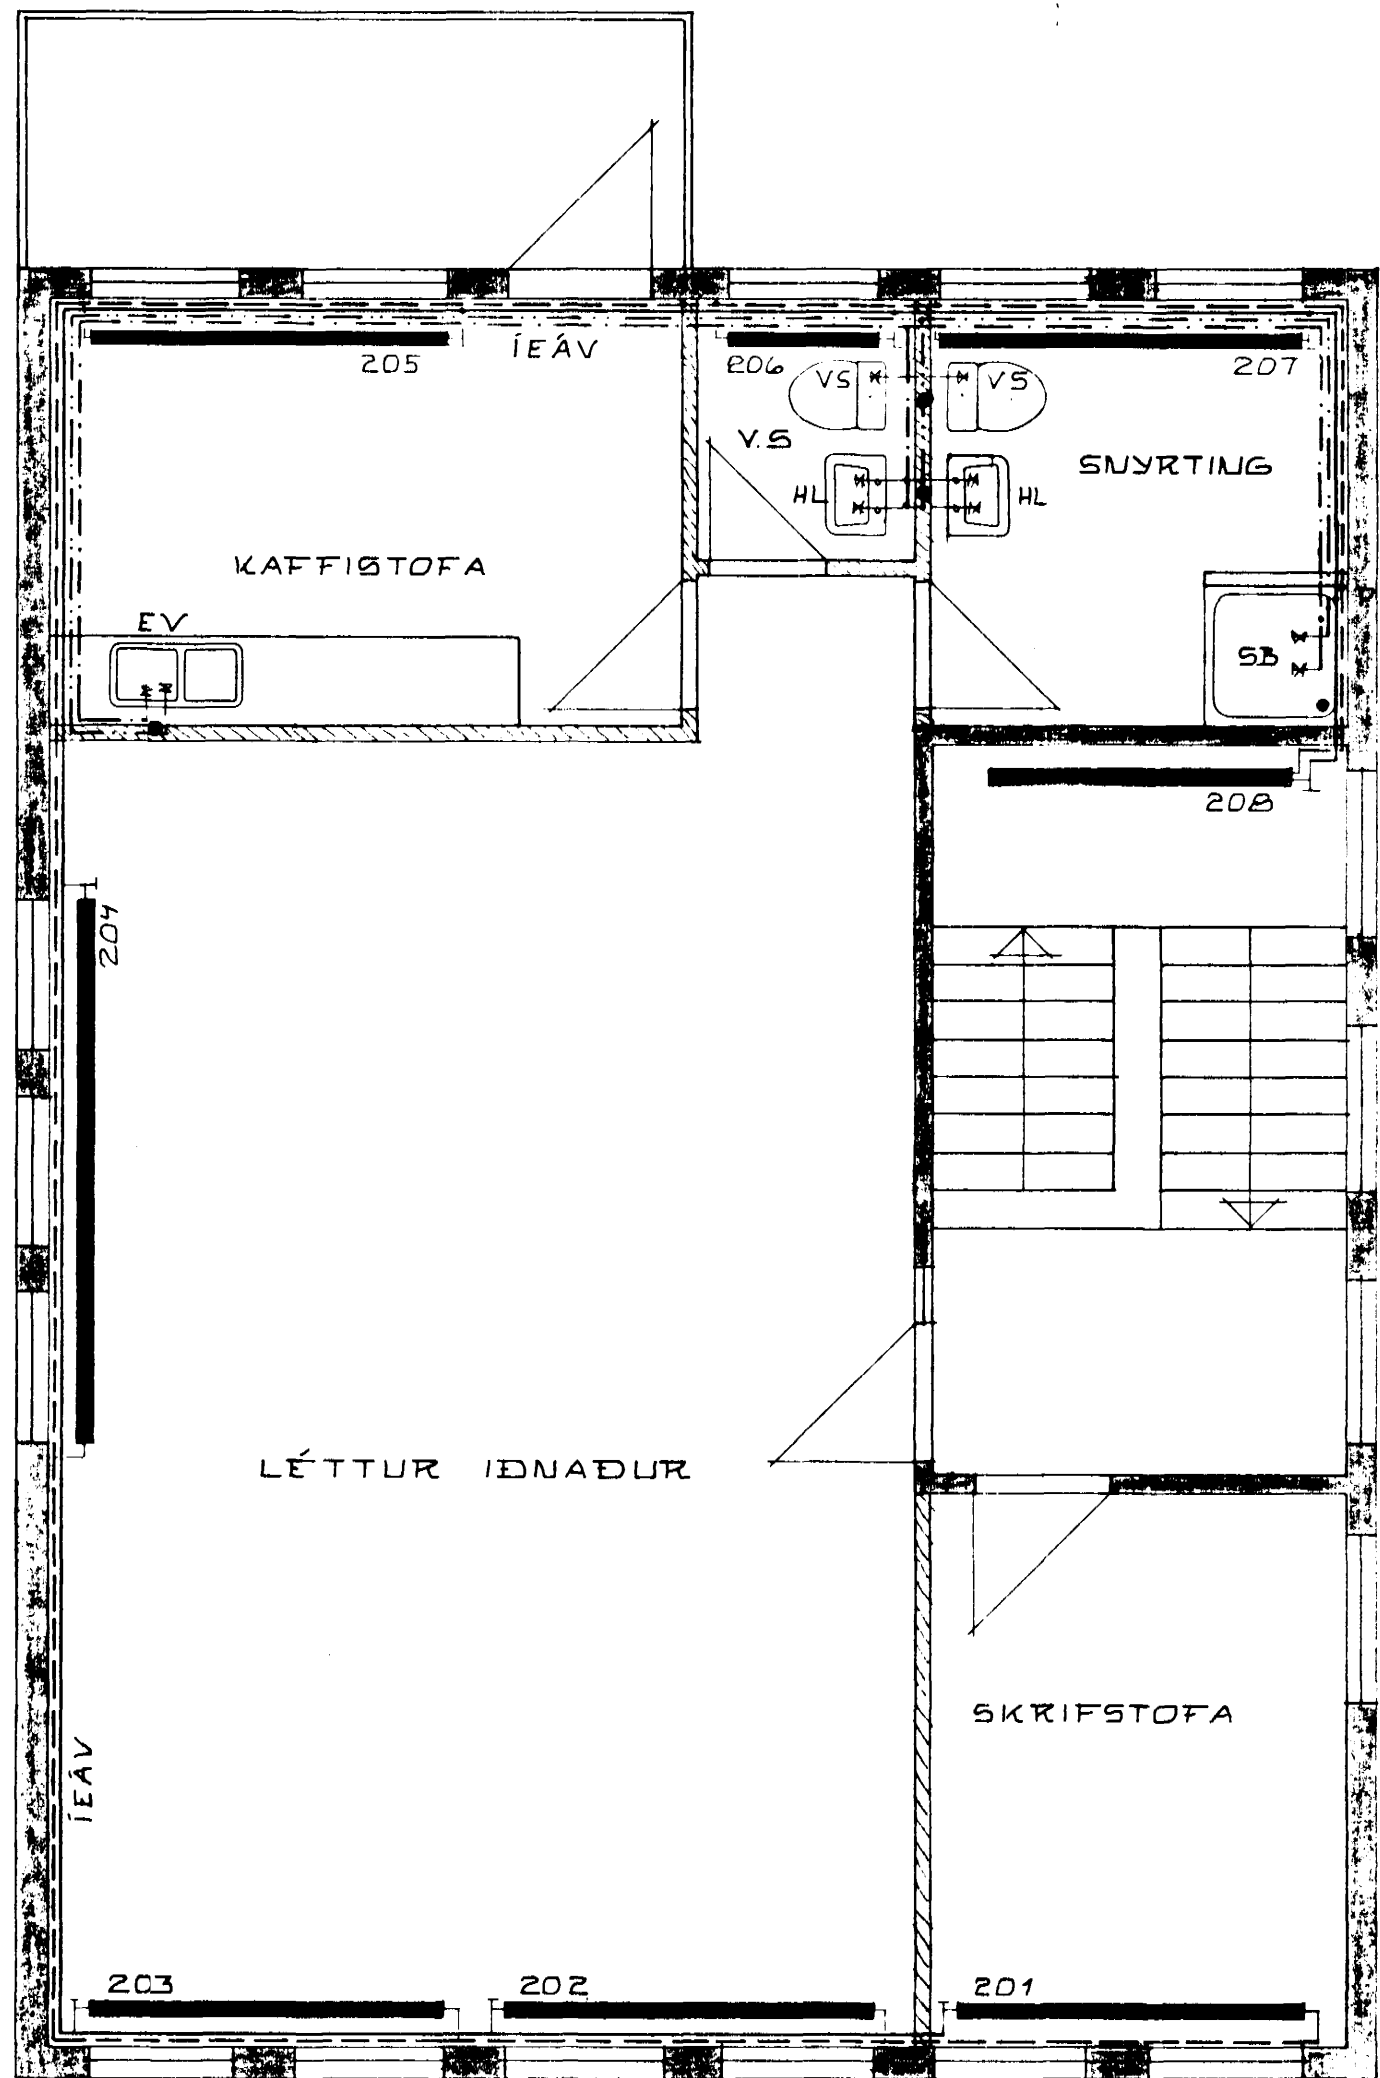 ÍEÁV
205
206
207
VS
VS
V.S
SNYRTING
HL
HL
KAFFISTOFA
EV
SB
208
204
LÉTTUR IÐNAÐUR
SKRIFSTOFA
ÍEÁV
203
202
201